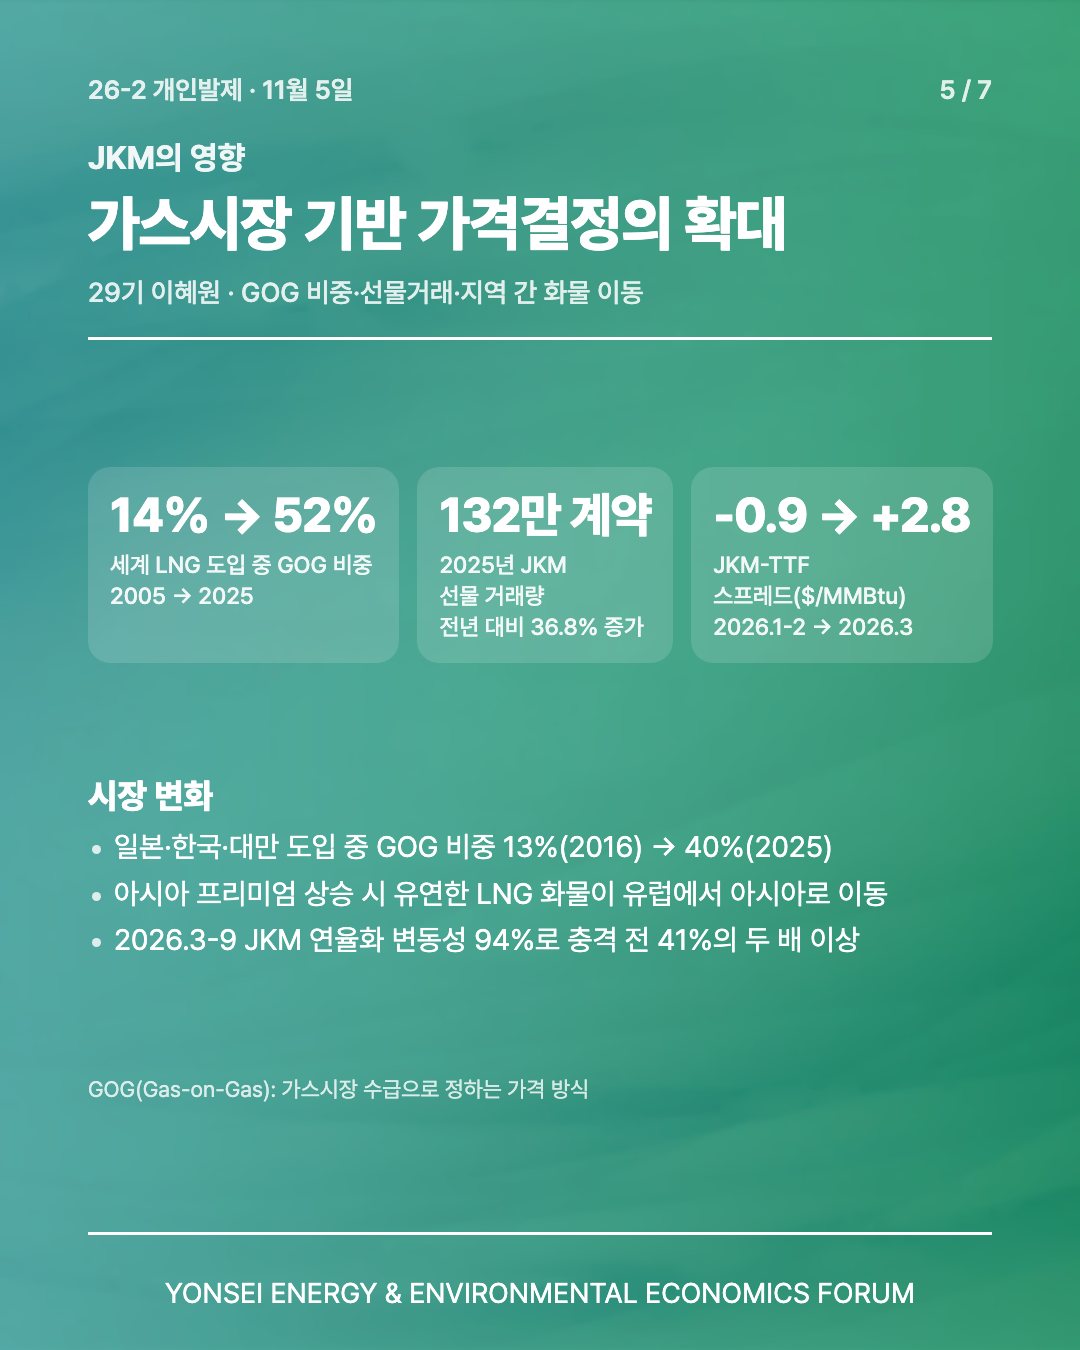 26-2 개인발제 · 11월 5일
5 / 7
JKM의 영향
가스시장 기반 가격결정의 확대
29기 이혜원 · GOG 비중·선물거래·지역 간 화물 이동
14% → 52%
세계 LNG 도입 중 GOG 비중
2005 → 2025
132만 계약
2025년 JKM
선물 거래량
전년 대비 36.8% 증가
-0.9 → +2.8
JKM-TTF
스프레드($/MMBtu)
2026.1-2 → 2026.3
시장 변화
• 일본·한국·대만 도입 중 GOG 비중 13%(2016) → 40%(2025)
• 아시아 프리미엄 상승 시 유연한 LNG 화물이 유럽에서 아시아로 이동
• 2026.3-9 JKM 연율화 변동성 94%로 충격 전 41%의 두 배 이상
GOG(Gas-on-Gas): 가스시장 수급으로 정하는 가격 방식
YONSEI ENERGY & ENVIRONMENTAL ECONOMICS FORUM